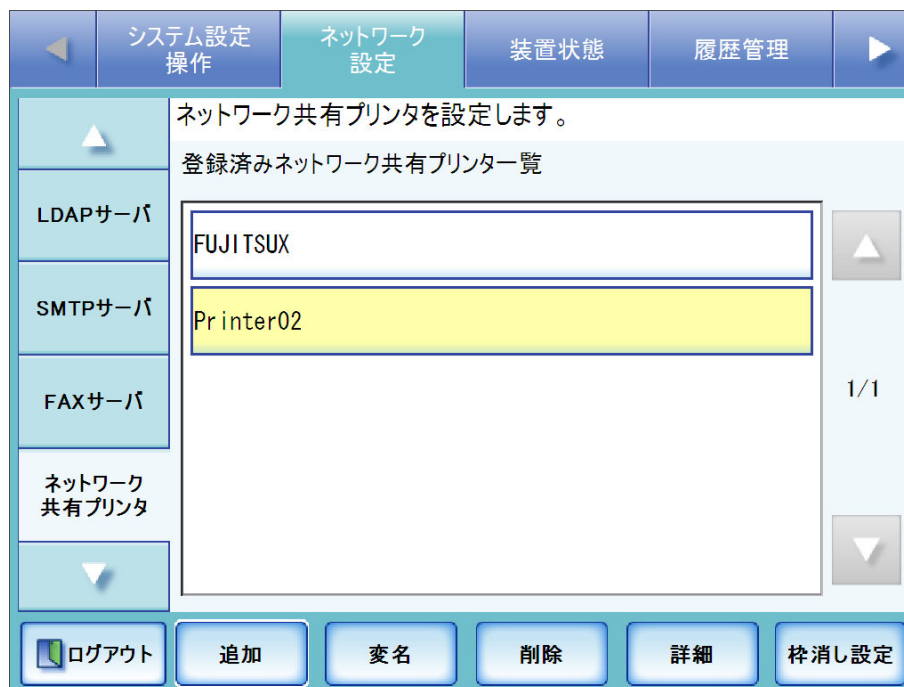 システム設定
操作
ネットワーク
設定
装置状態
履歴管理
ネットワーク共有プリンタを設定します。
登録済みネットワーク共有プリンタ一覧
LDAPサーバ
SMTPサーバ
FAXサーバ
ネットワーク
共有プリンタ
FUJITSUX
Printer02
1/1
ログアウト
追加
変名
削除
詳細
枠消し設定